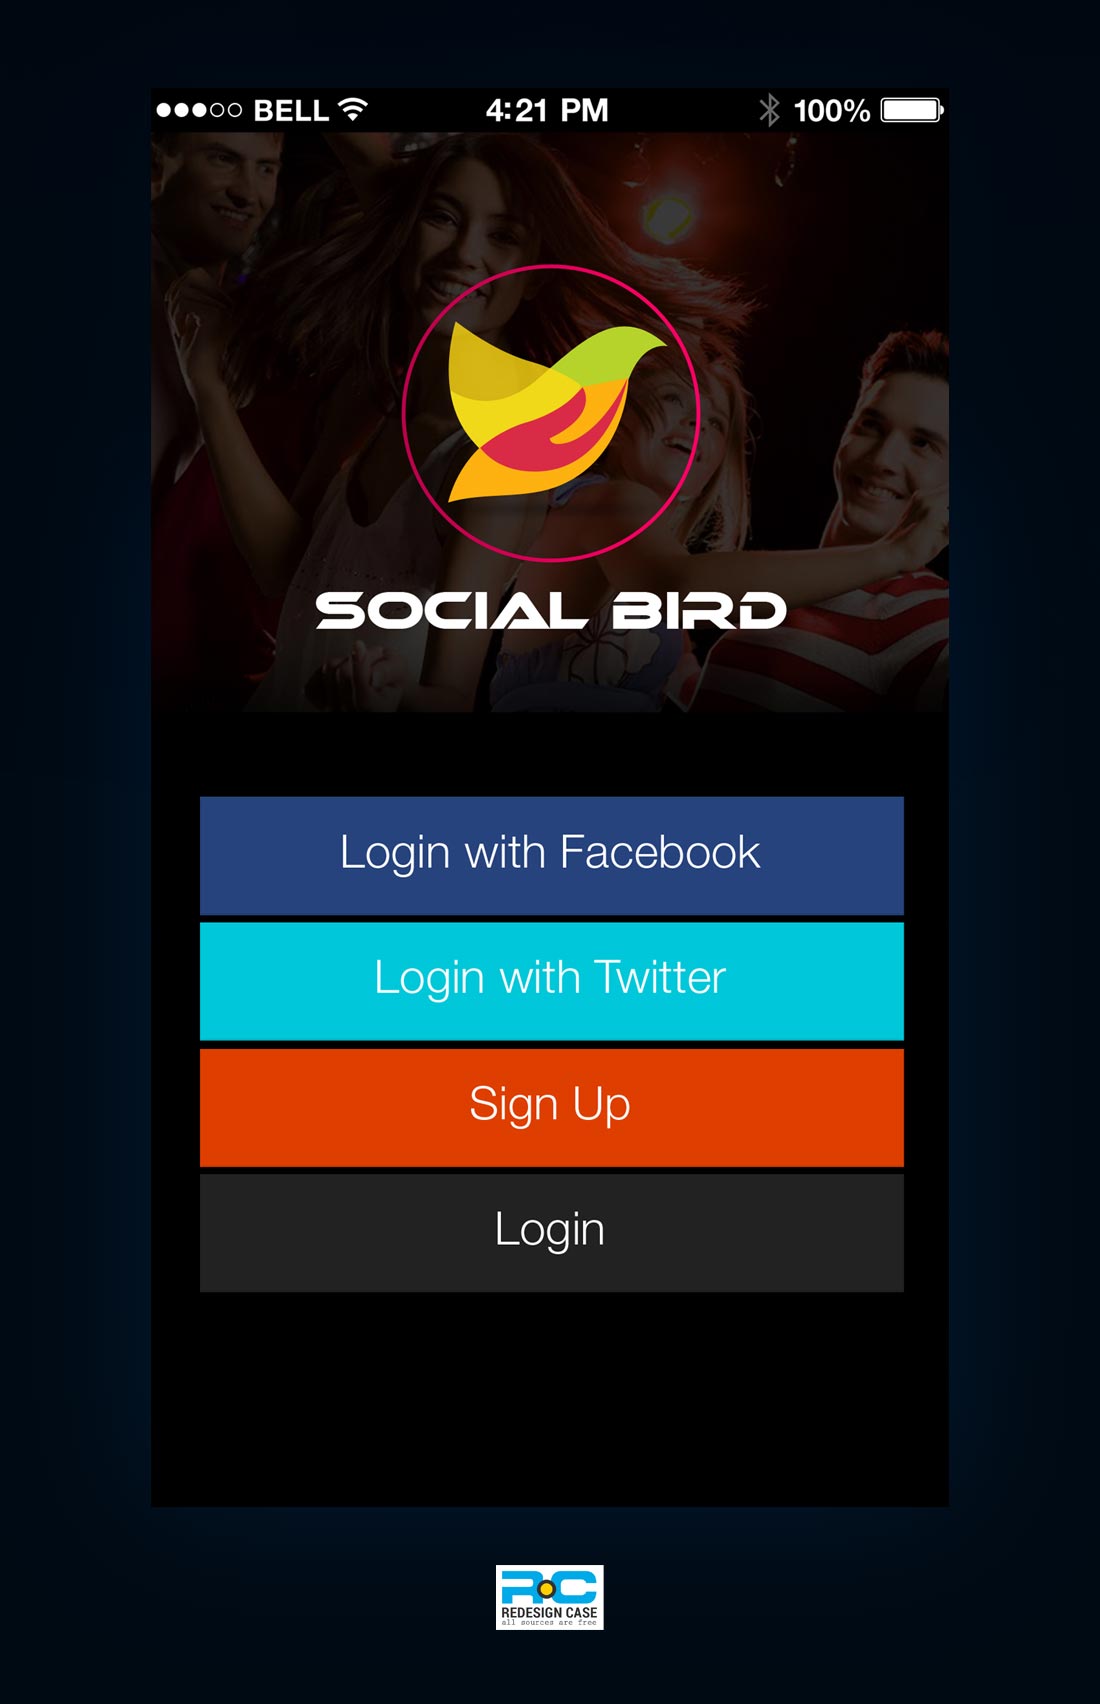 BELL 4:21 PM 100%
SOCIAL BIRD
Login with Facebook
Login with Twitter
Sign Up
Login
RC
REDESIGN CASE
all sources are free